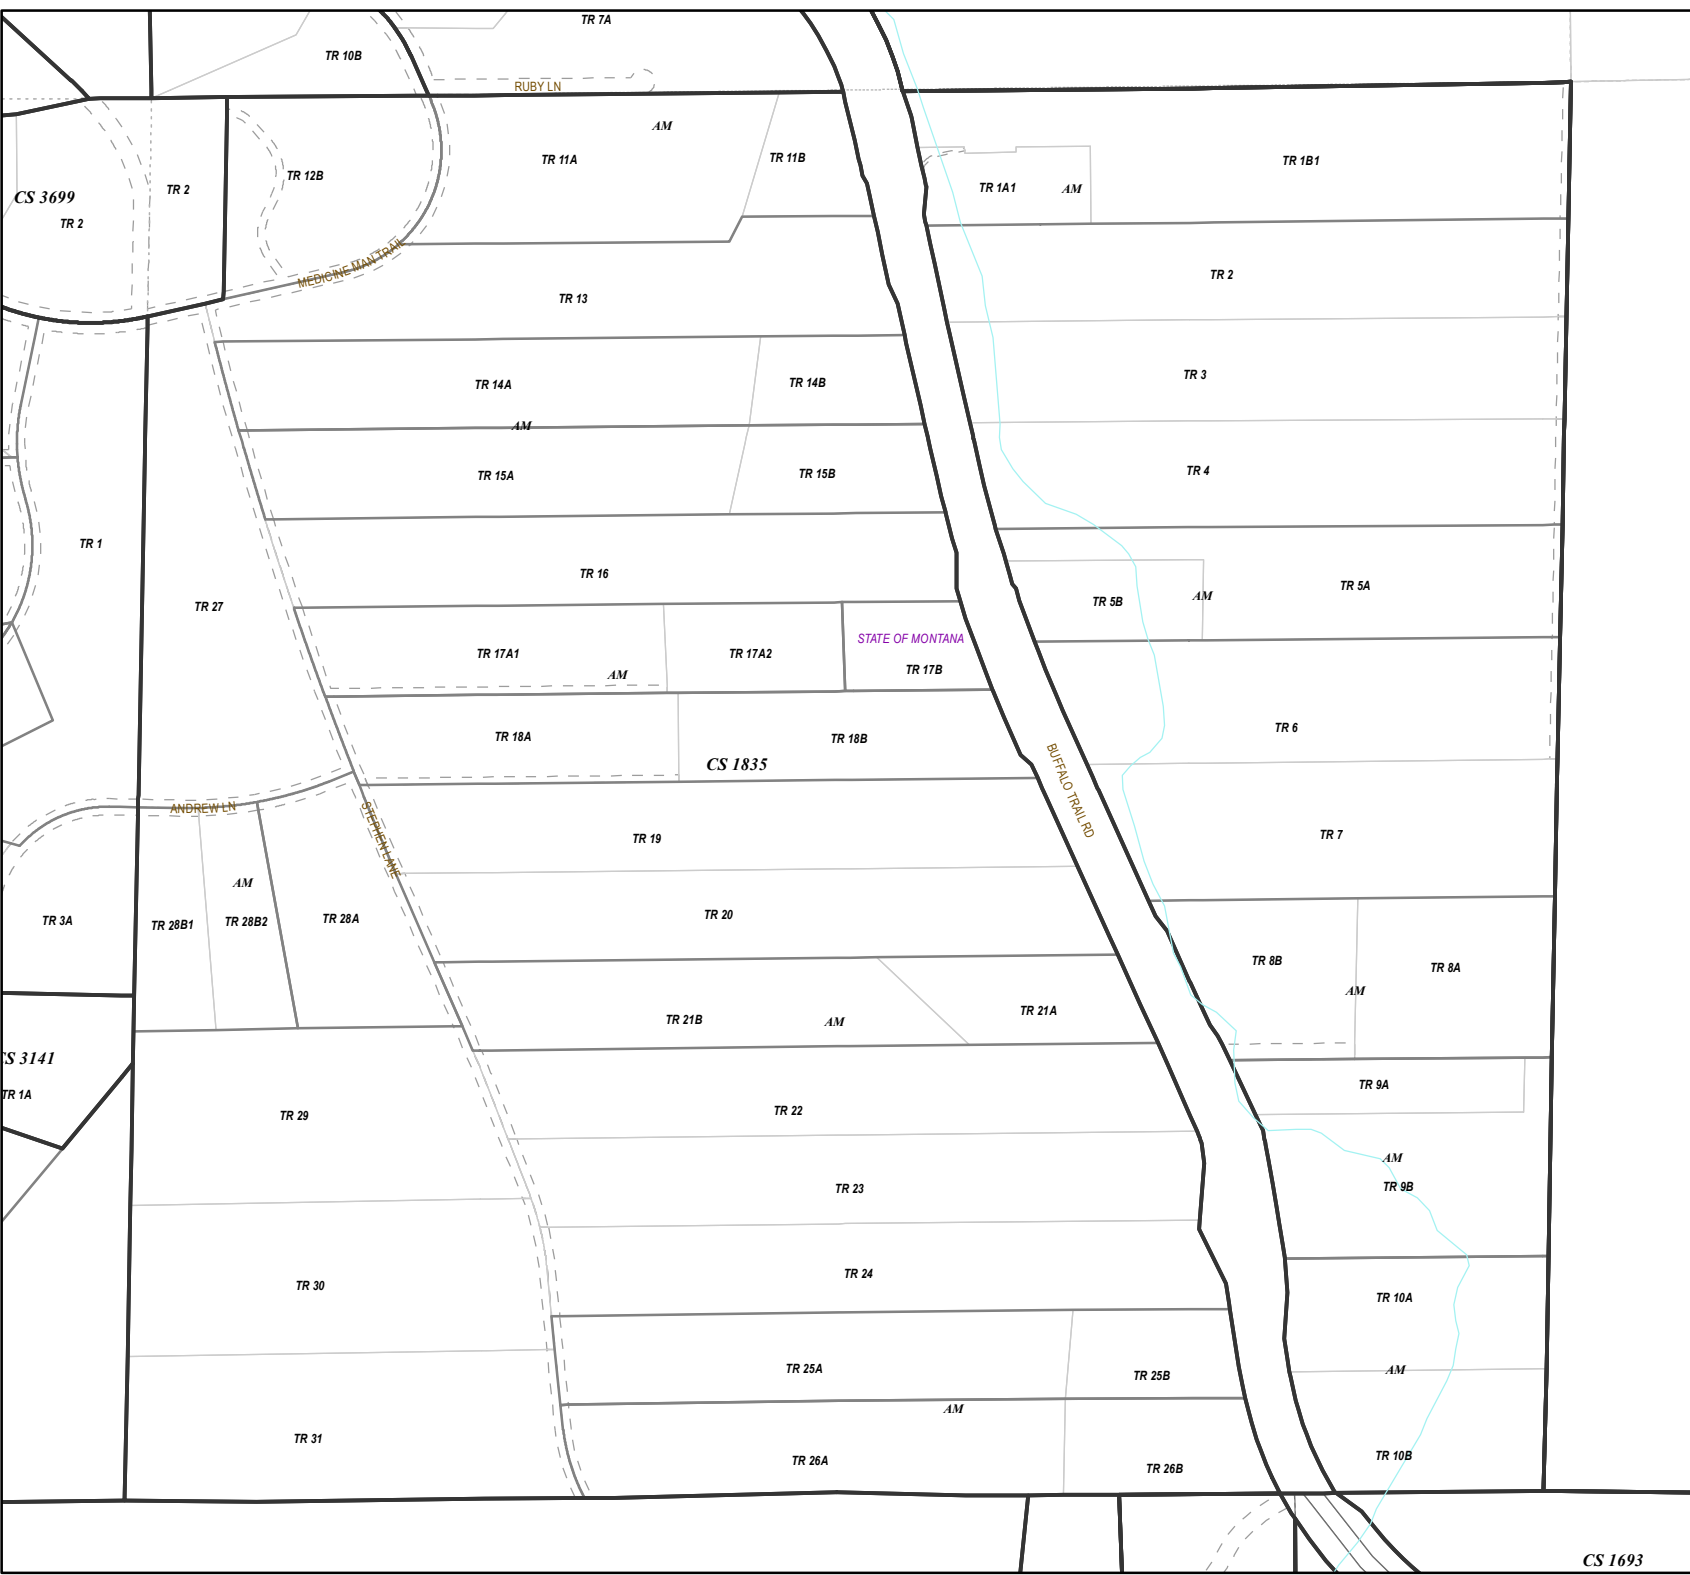 TR 7A
TR 10B
RUBY LN
AM
TR 11A
TR 11B
TR 1B1
TR 12B
TR 2
TR 1A1
AM
CS 3699
TR 2
MEDICINE MAN TRAIL
TR 2
TR 13
TR 3
TR 14A
TR 14B
AM
TR 15A
TR 15B
TR 4
TR 1
TR 16
TR 5A
TR 5B
AM
TR 27
STATE OF MONTANA
TR 17A1
TR 17A2
TR 17B
AM
TR 18A
TR 18B
TR 6
CS 1835
BUFFALO TRAIL RD
ANDREW LN
STEPHEN LANE
TR 19
TR 7
AM
TR 3A
TR 28B1
TR 28B2
TR 28A
TR 20
TR 8B
TR 8A
AM
TR 21B
AM
TR 21A
CS 3141
TR 1A
TR 29
TR 22
TR 9A
AM
TR 9B
TR 23
TR 30
TR 24
TR 10A
TR 25A
TR 25B
AM
AM
TR 31
TR 26A
TR 26B
TR 10B
CS 1693